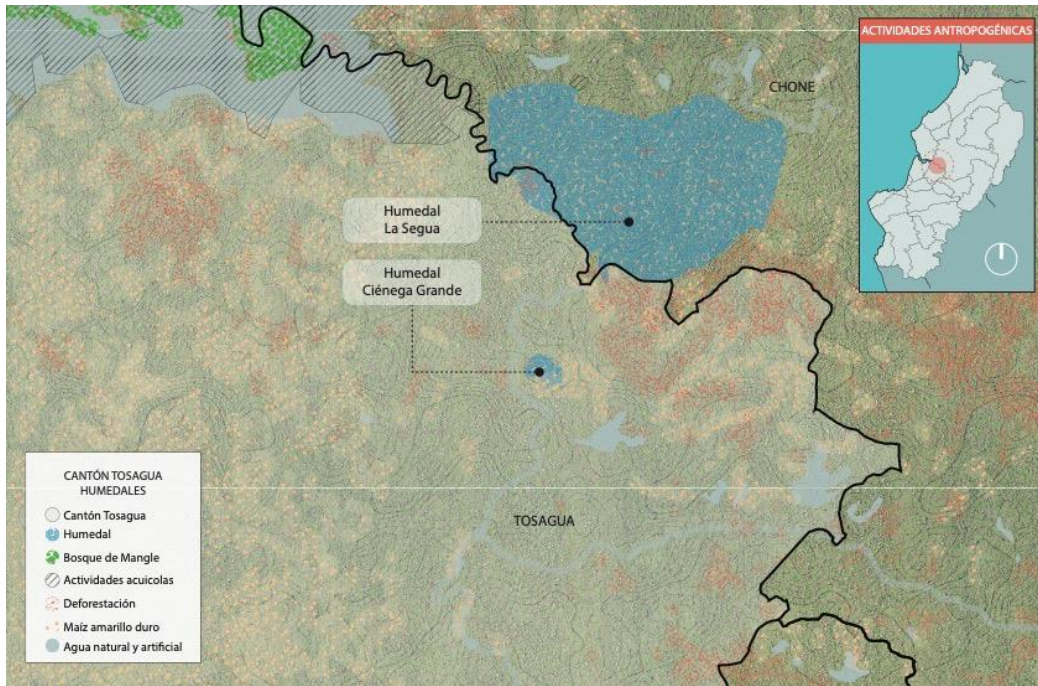 ACTIVIDADES ANTROPOGÉNICAS
CHONE
Humedal
La Segua
Humedal
Ciénega Grande
TOSAGUA
CANTÓN TOSAGUA
HUMEDALES
Cantón Tosagua
Humedal
Bosque de Mangle
Actividades acuicolas
Deforestación
Maíz amarillo duro
Agua natural y artificial